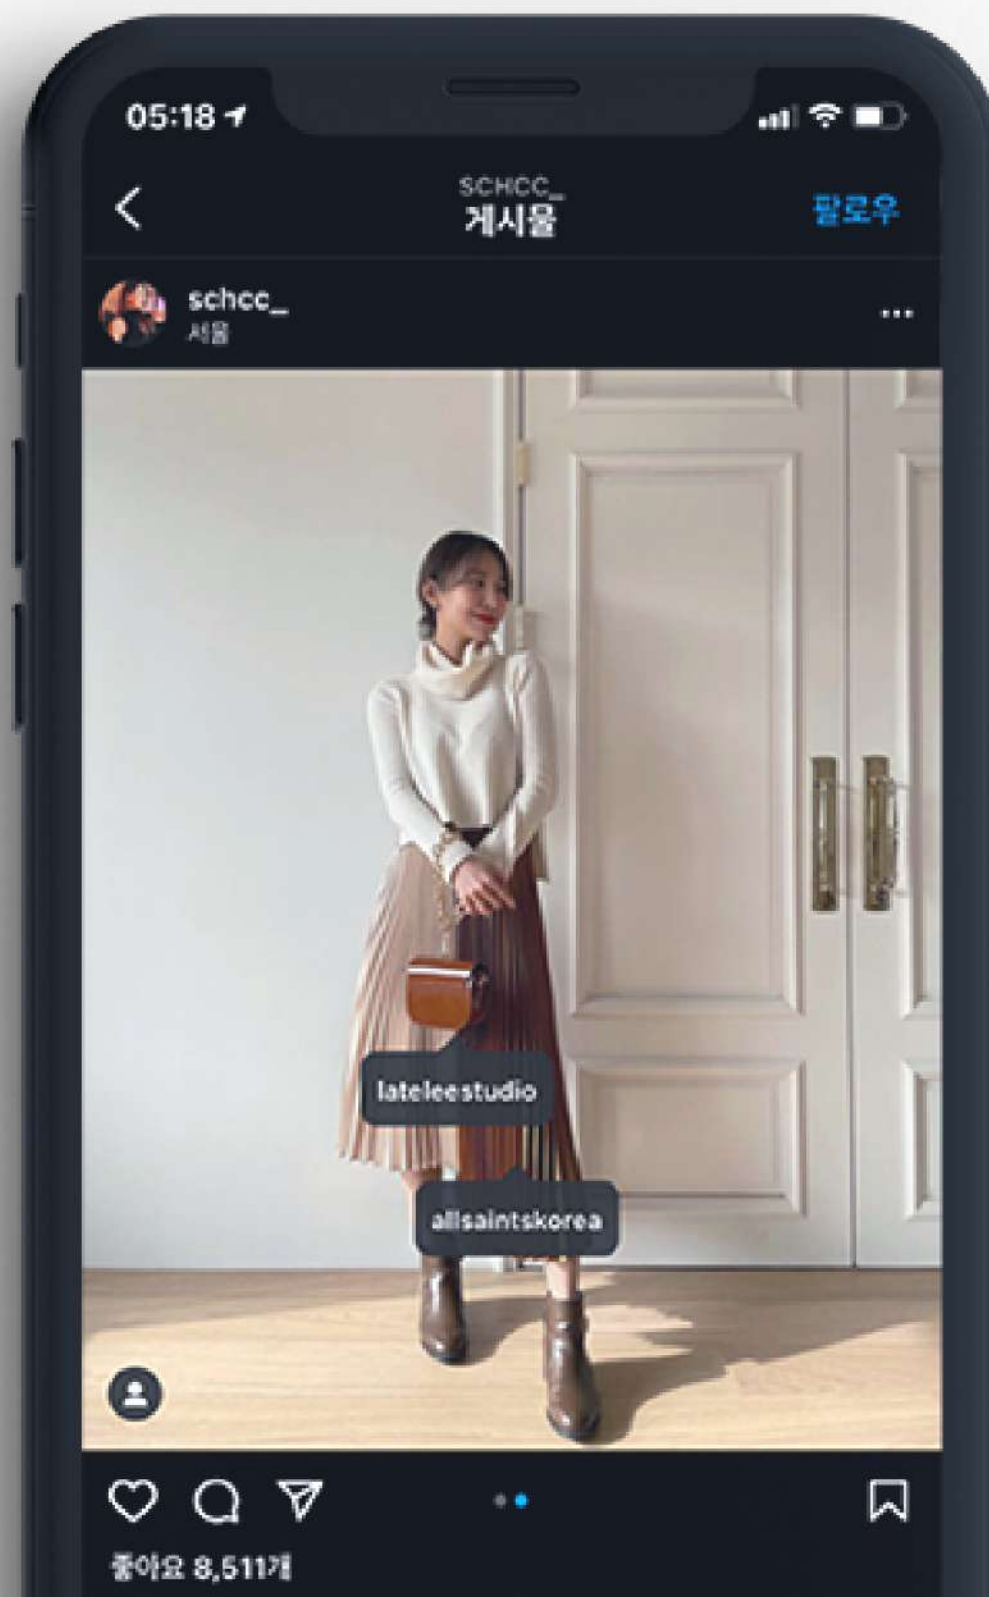 05:18
SCHCC_
게시물
팔로우
schcc_
서울
lateleestudio
allsaintskorea
좋아요 8,511개